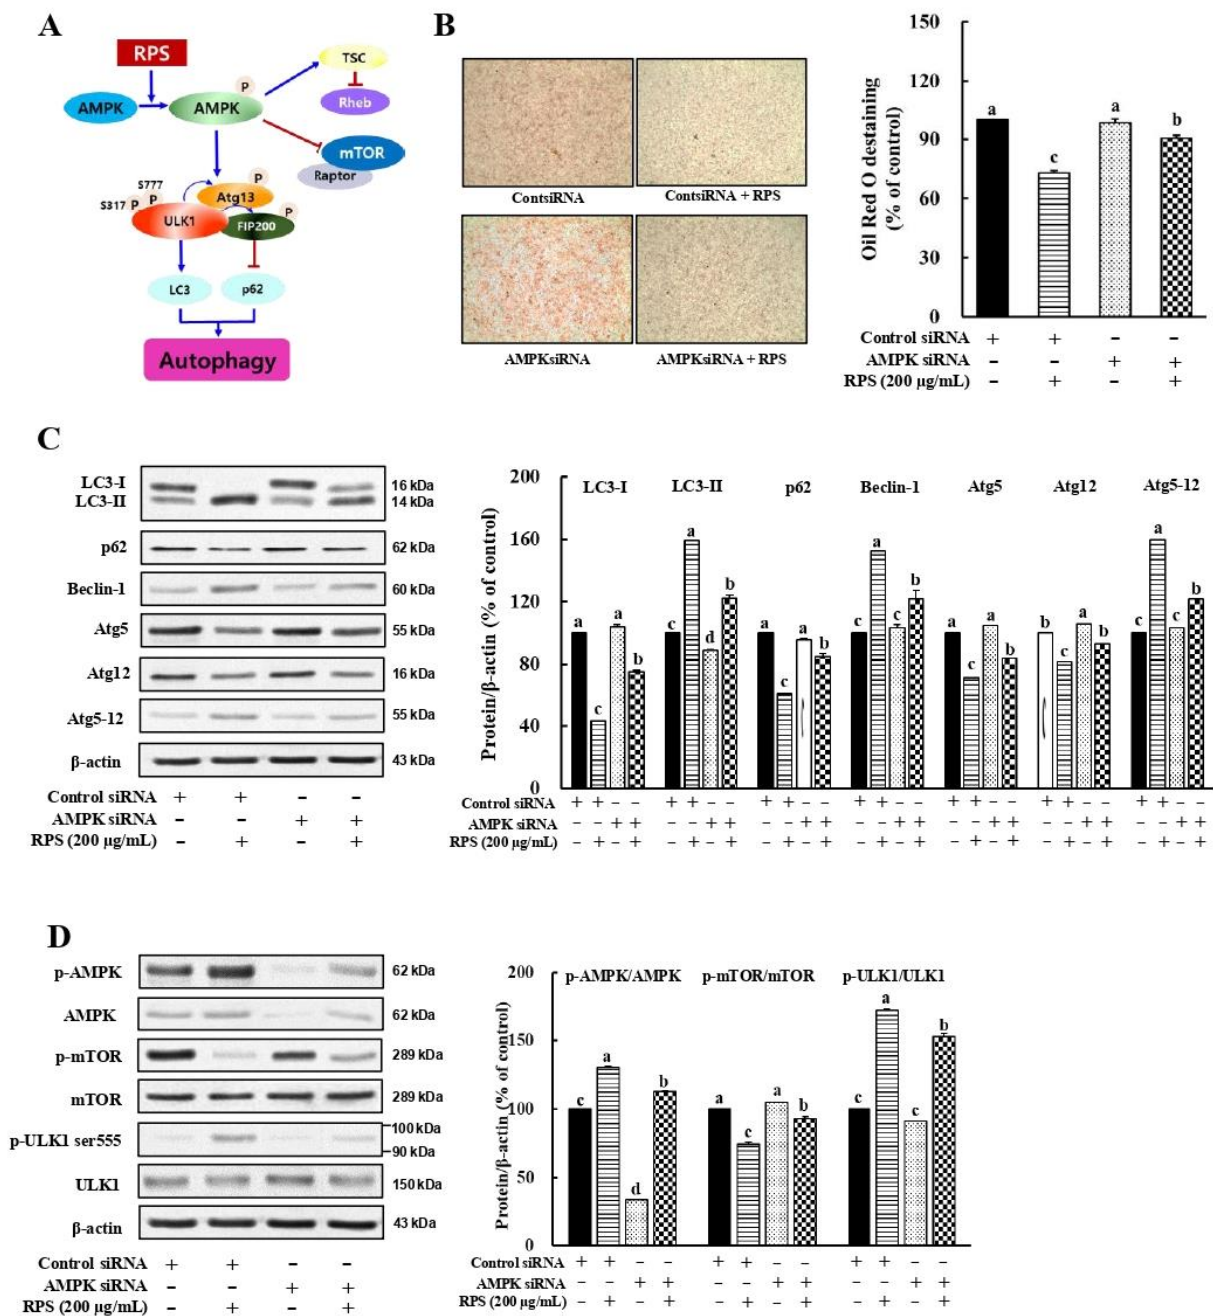 A
RPS
AMPK
P
AMPK
TSC
Rheb
mTOR
Raptor
S777
S317
P
P
P
Atg13
ULK1
P
FIP200
LC3
p62
Autophagy
B
ContsiRNA
ContsiRNA + RPS
AMPKsiRNA
AMPKsiRNA + RPS
Oil Red O destaining
(% of control)
150
120
90
60
30
0
a
c
a
b
Control siRNA + + – –
AMPK siRNA – – + +
RPS (200 µg/mL) – + – +
C
LC3-I 16 kDa
LC3-II 14 kDa
p62 62 kDa
Beclin-1 60 kDa
Atg5 55 kDa
Atg12 16 kDa
Atg5-12 55 kDa
β-actin 43 kDa
Control siRNA + + – –
AMPK siRNA – – + +
RPS (200 µg/mL) – + – +
Protein/β-actin (% of control)
200
160
120
80
40
0
LC3-I LC3-II p62 Beclin-1 Atg5 Atg12 Atg5-12
a c a b
c a d b
a c a b
c a c b
a c a b
b c a b
c a c b
Control siRNA + + – – + + – – + + – – + + – – + + – – + + – – + + – –
AMPK siRNA – – + + – – + + – – + + – – + + – – + + – – + + – – + +
RPS (200 µg/mL) – + – + – + – + – + – + – + – + – + – + – + – + – + – +
D
p-AMPK 62 kDa
AMPK 62 kDa
p-mTOR 289 kDa
mTOR 289 kDa
p-ULK1 ser555 100 kDa
90 kDa
ULK1 150 kDa
β-actin 43 kDa
Control siRNA + + – –
AMPK siRNA – – + +
RPS (200 µg/mL) – + – +
Protein/β-actin (% of control)
200
150
100
50
0
p-AMPK/AMPK p-mTOR/mTOR p-ULK1/ULK1
c a d b
a c a b
c a c b
Control siRNA + + – – + + – – + + – –
AMPK siRNA – – + + – – + + – – + +
RPS (200 µg/mL) – + – + – + – + – + – +